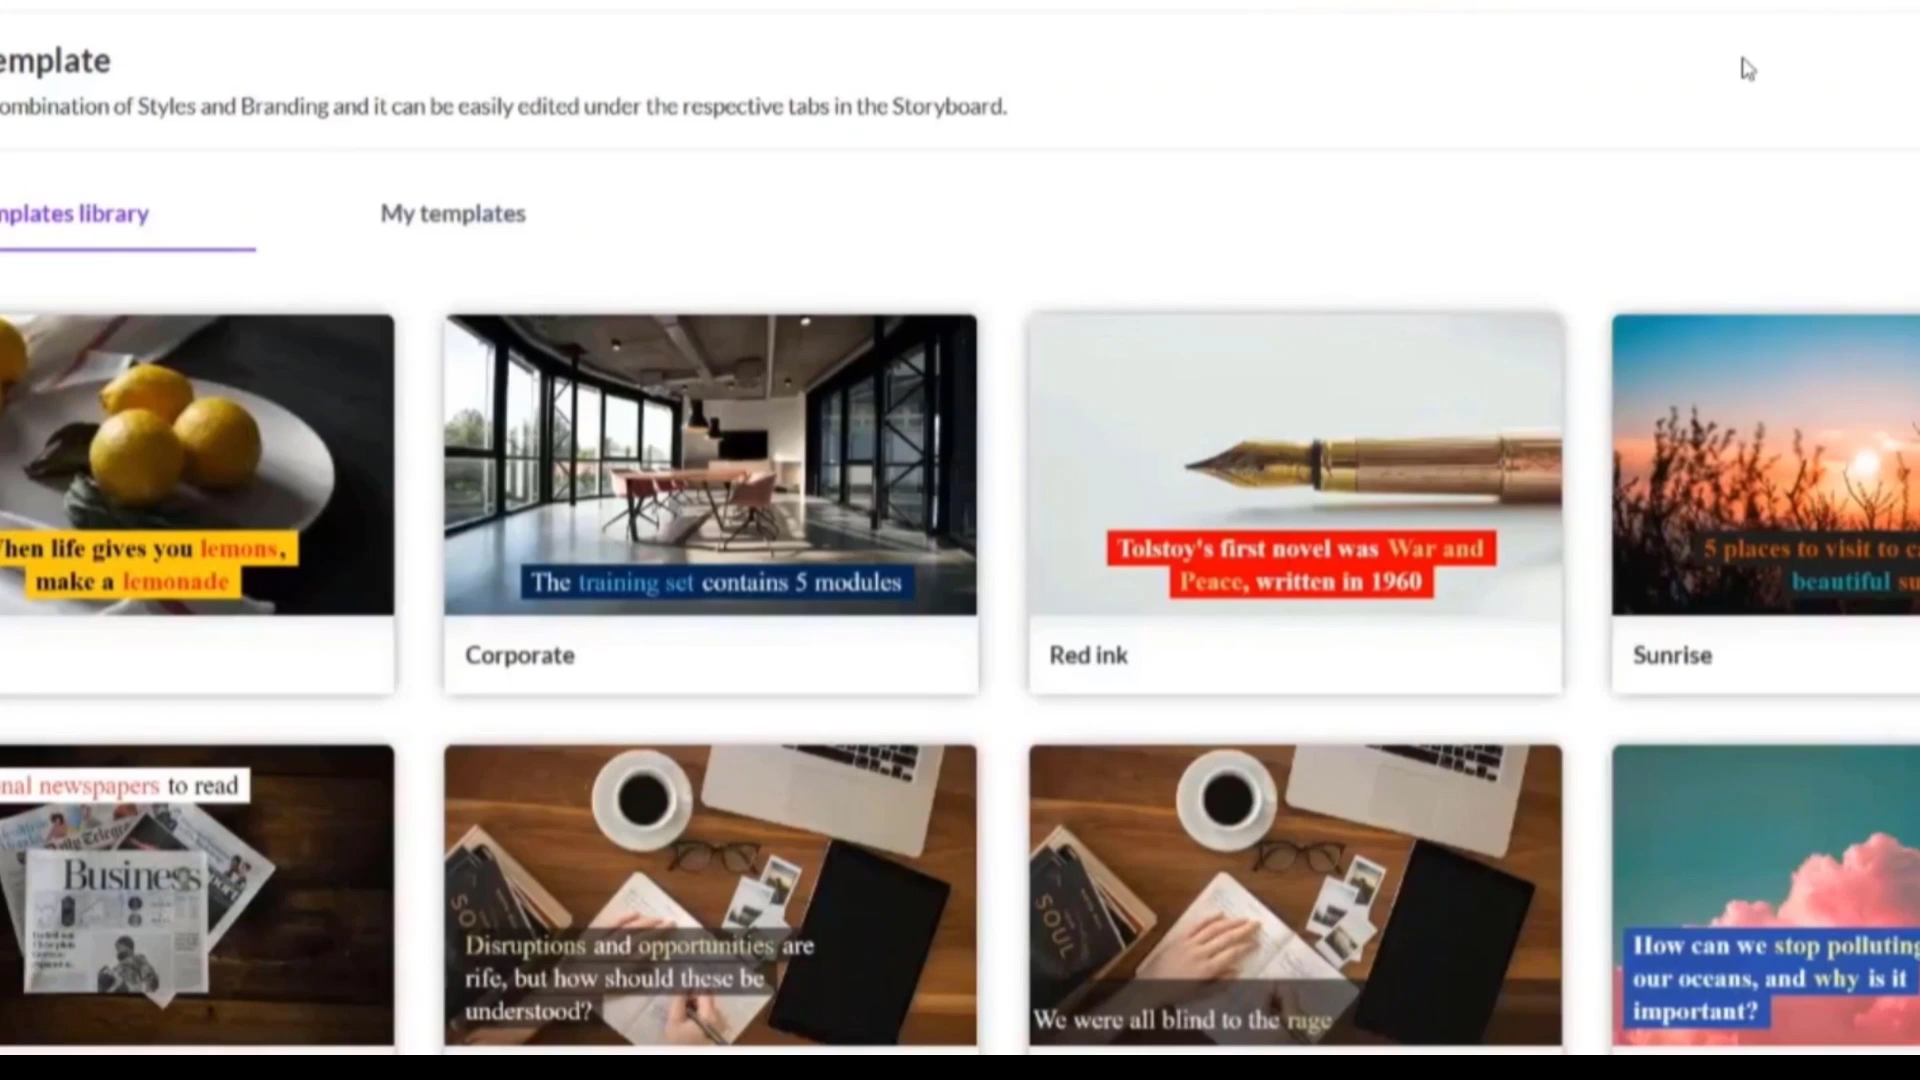 emplate
ombination of Styles and Branding and it can be easily edited under the respective tabs in the Storyboard.
mplates library
My templates
hen life gives you lemons,
make a lemonade
The training set contains 5 modules
Tolstoy's first novel was War and
Peace, written in 1960
5 places to visit to c
beautiful su
Corporate
Red ink
Sunrise
nal newspapers to read
Business
Disruptions and opportunities are
rife, but how should these be
understood?
SOUL
We were all blind to the rage
How can we stop polluting
our oceans, and why is it
important?